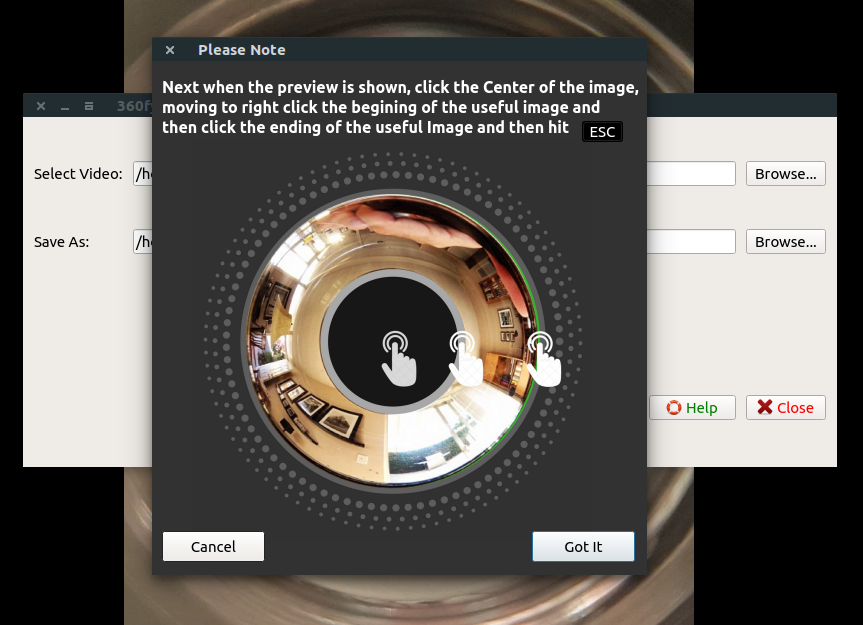 Please Note
Next when the preview is shown, click the Center of the image,
moving to right click the begining of the useful image and
then click the ending of the useful Image and then hit ESC
Select Video: Browse...
Save As: Browse...
Help Close
Cancel Got It